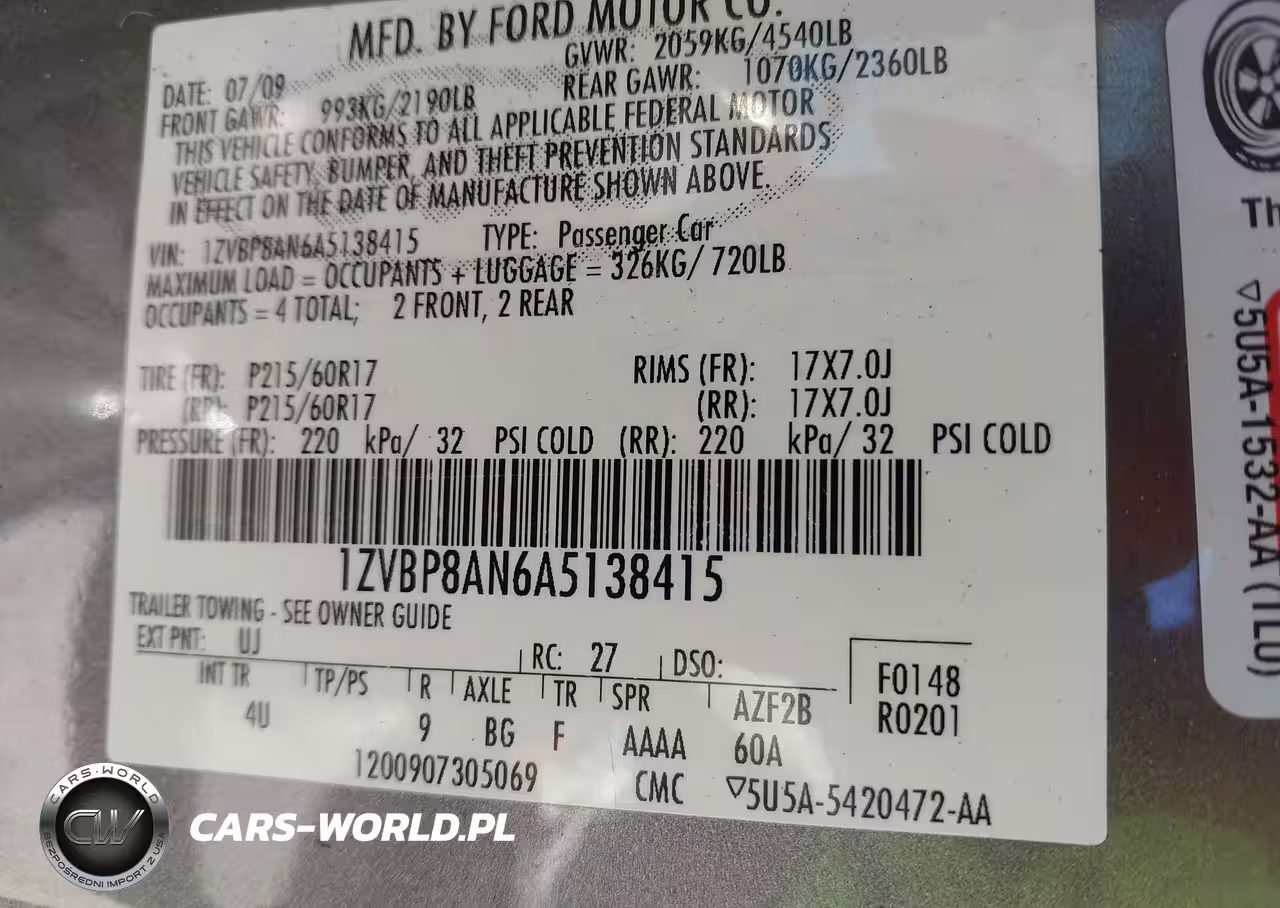 MFD. BY FORD MOTOR CO.
DATE: 07/09 GVWR: 2059KG/4540LB
FRONT GAWR: 993KG/2190LB REAR GAWR: 1070KG/2360LB
THIS VEHICLE CONFORMS TO ALL APPLICABLE FEDERAL MOTOR
VEHICLE SAFETY, BUMPER, AND THEFT PREVENTION STANDARDS
IN EFFECT ON THE DATE OF MANUFACTURE SHOWN ABOVE.
VIN: 1ZVBP8AN6A5138415 TYPE: Passenger Car
MAXIMUM LOAD = OCCUPANTS + LUGGAGE = 326KG/ 720LB
OCCUPANTS = 4 TOTAL; 2 FRONT, 2 REAR
TIRE (FR): P215/60R17 RIMS (FR): 17X7.0J
(RR): P215/60R17 (RR): 17X7.0J
PRESSURE (FR): 220 kPa/ 32 PSI COLD (RR): 220 kPa/ 32 PSI COLD
1ZVBP8AN6A5138415
TRAILER TOWING - SEE OWNER GUIDE
EXT PNT: UJ RC: 27 DSO: F0148
INT TR TP/PS R AXLE TR SPR AZF2B R0201
4U 9 BG F AAAA 60A
1200907305069 CMC ▽5U5A-5420472-AA
Th
▽5U5A-1532-AA (TL0)
CARS-WORLD
CW
BEZPOŚREDNI IMPORT Z USA
CARS-WORLD.PL